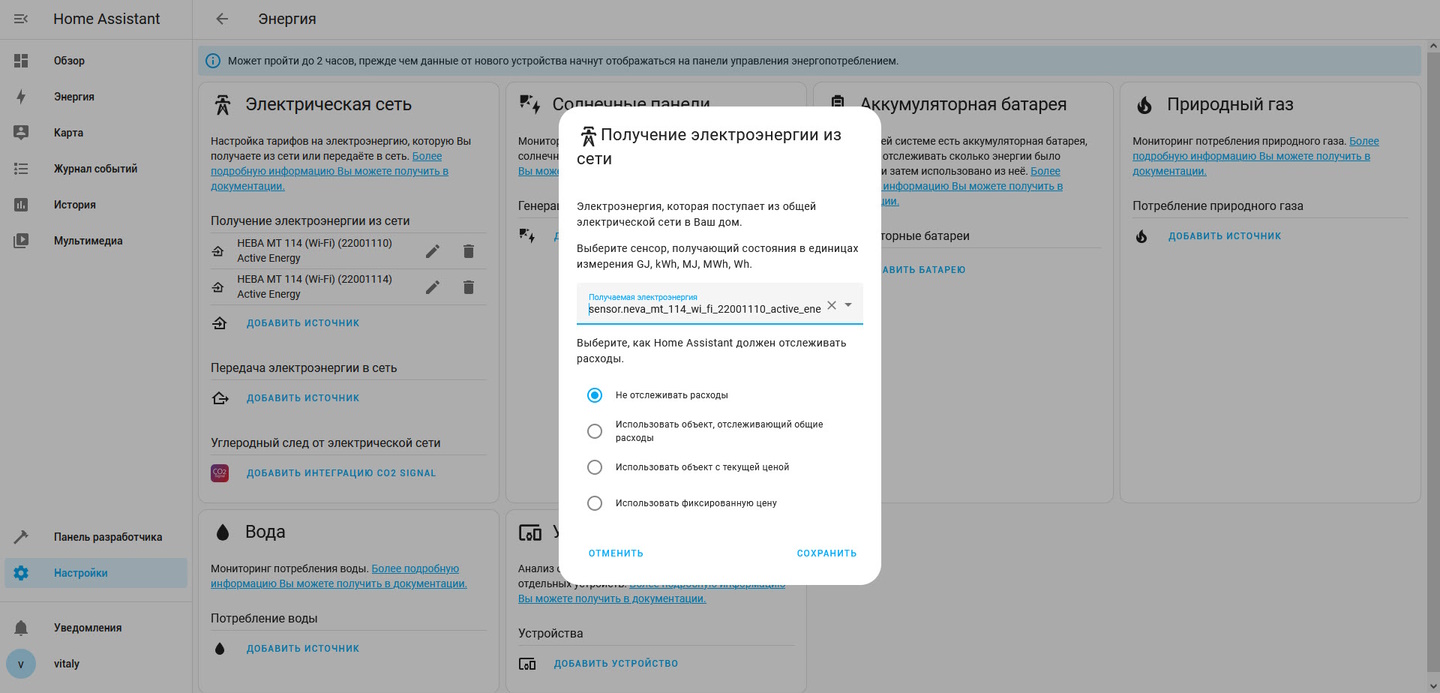 Home Assistant
Энергия
Обзор
Энергия
Карта
Журнал событий
История
Мультимедиа
Панель разработчика
Настройки
Уведомления
v
vitaly
Может пройти до 2 часов, прежде чем данные от нового устройства начнут отображаться на панели управления энергопотреблением.
Электрическая сеть
Настройка тарифов на электроэнергию, которую Вы
получаете из сети или передаёте в сеть. Более
подробную информацию Вы можете получить в
документации.
Получение электроэнергии из сети
НЕВА МТ 114 (Wi-Fi) (22001110)
Active Energy
НЕВА МТ 114 (Wi-Fi) (22001114)
Active Energy
ДОБАВИТЬ ИСТОЧНИК
Передача электроэнергии в сеть
ДОБАВИТЬ ИСТОЧНИК
Углеродный след от электрической сети
CO2
ДОБАВИТЬ ИНТЕГРАЦИЮ CO2 SIGNAL
Солнечные панели
Аккумуляторная батарея
системе есть аккумуляторная батарея,
отслеживать сколько энергии было
затем использовано из неё. Более
информацию Вы можете получить в
Природный газ
Мониторинг потребления природного газа. Более
подробную информацию Вы можете получить в
документации.
Потребление природного газа
ДОБАВИТЬ ИСТОЧНИК
Получение электроэнергии из
сети
Электроэнергия, которая поступает из общей
электрической сети в Ваш дом.
Выберите сенсор, получающий состояния в единицах
измерения GJ, kWh, MJ, MWh, Wh.
Получаемая электроэнергия
sensor.neva_mt_114_wi_fi_22001110_active_ene
Выберите, как Home Assistant должен отслеживать
расходы.
Не отслеживать расходы
Использовать объект, отслеживающий общие
расходы
Использовать объект с текущей ценой
Использовать фиксированную цену
ОТМЕНИТЬ
СОХРАНИТЬ
Вода
Мониторинг потребления воды. Более подробную
информацию Вы можете получить в документации.
Потребление воды
ДОБАВИТЬ ИСТОЧНИК
Анализ
отдельных устройств. Более подробную информацию
Вы можете получить в документации.
Устройства
ДОБАВИТЬ УСТРОЙСТВО